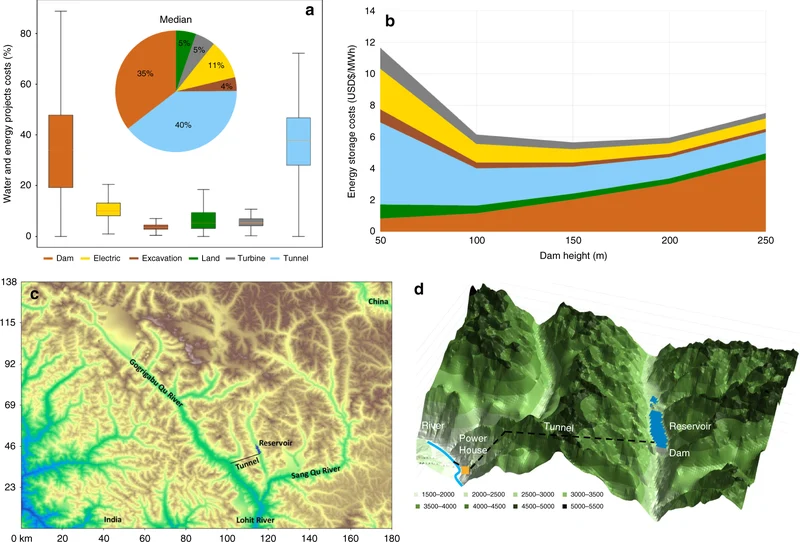 a
Median
5%
5%
11%
4%
35%
40%
Water and energy projects costs (%)
80
60
40
20
0
Dam Electric Excavation Land Turbine Tunnel
b
Energy storage costs (USD$/MWh)
14
12
10
8
6
4
2
0
50 100 150 200 250
Dam height (m)
c
138
115
92
69
46
23
China
Gogrigabu Qu River
Reservoir
Tunnel
Sang Qu River
India
Lohit River
0 km 20 40 60 80 100 120 140 160 180
d
River
Power
House
Tunnel
Reservoir
Dam
1500–2000 2000–2500 2500–3000 3000–3500
3500–4000 4000–4500 4500–5000 5000–5500